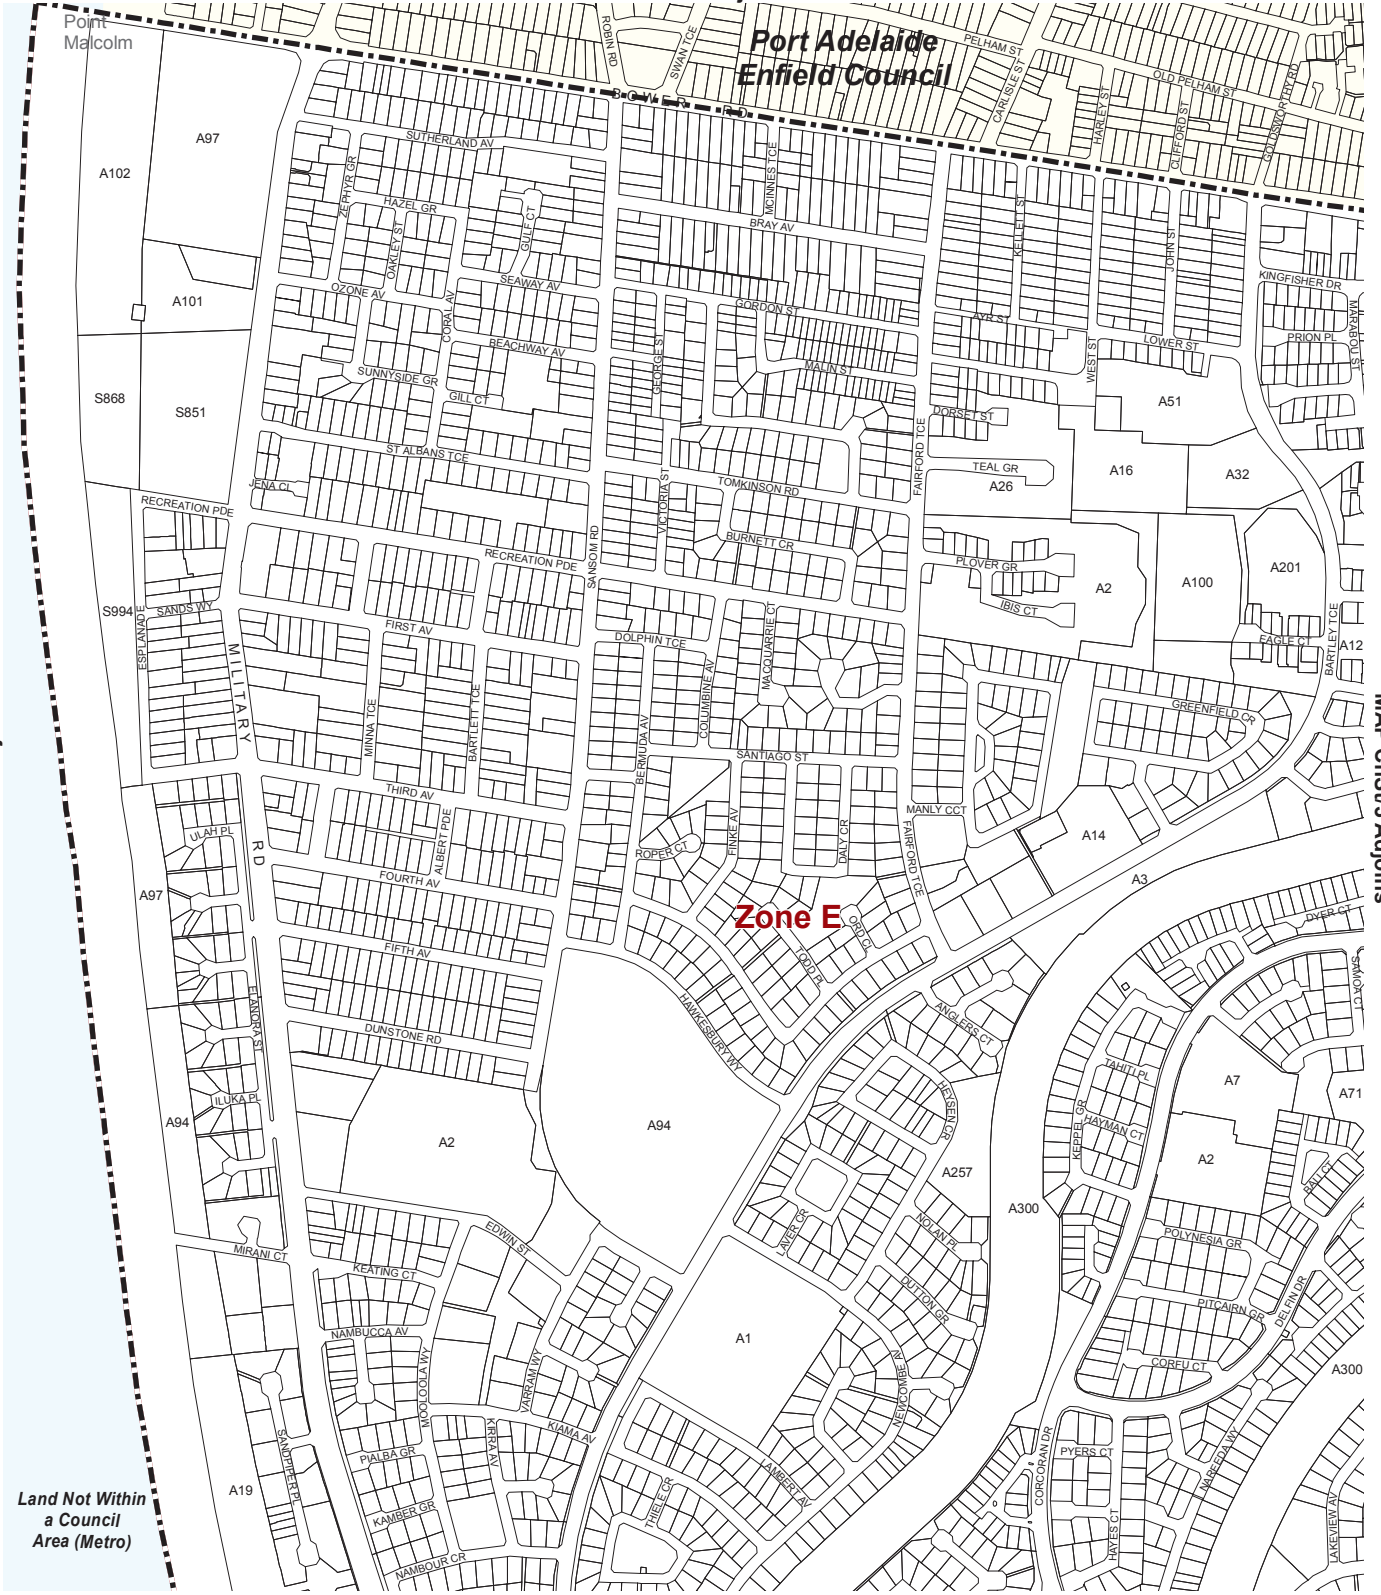 Point
Malcolm
Port Adelaide
Enfield Council
ROBIN RD
SWAN TCE
PELHAM ST
CARLISLE ST
OLD PELHAM ST
HARLEY ST
CLIFFORD ST
GOLDSWORTHY RD
BOWER RD
A97
A102
SUTHERLAND AV
MCINNES TCE
ZEPHYR GR
HAZEL GR
GULF CT
OAKLEY ST
BRAY AV
KELLETT ST
JOHN ST
A101
OZONE AV
SEAWAY AV
CORAL AV
GORDON ST
AYR ST
KINGFISHER DR
MARABOU ST
PRION PL
BEACHWAY AV
GEORGE ST
LOWER ST
WEST ST
MALIN ST
SUNNYSIDE GR
GILL CT
S868
S851
A51
DORSET ST
FAIRFORD TCE
ST ALBANS TCE
TEAL GR
A26
A16
A32
JENA CL
TOMKINSON RD
VICTORIA ST
RECREATION PDE
BURNETT CR
SANSOM RD
RECREATION PDE
PLOVER GR
IBIS CT
A2
A100
A201
S994
ESPLANADE
SANDS WY
FIRST AV
DOLPHIN TCE
MACQUARRIE CT
COLUMBINE AV
EAGLE CT
BARTLEY TCE
A12
MILITARY
RD
MINNA TCE
BARTLETT TCE
BERMUDA AV
GREENFIELD CR
MAP
Adjoins
SANTIAGO ST
THIRD AV
MANLY CCT
ALBERT PDE
ULAH PL
FINKE AV
DALY CR
FAIRFORD TCE
ROPER CT
A14
A3
FOURTH AV
A97
Zone E
ORD CL
TODD PL
DYER CT
FIFTH AV
SAMOA CT
ELANORA ST
HAWKESBURY WY
ANGLERS CT
DUNSTONE RD
TAHITI PL
A7
A71
ILUKA PL
HEYSEN CR
KEPPEL GR
HAYMAN CT
A94
A94
A2
A2
A257
BALI CT
A300
LAVER CR
NOLAN PL
EDWIN ST
POLYNESIA GR
MIRANI CT
KEATING CT
DUTTON GR
PITCAIRN GR
DELFIN DR
NAMBUCCA AV
A1
CORFU CT
A300
MOOLOOLA WY
VARRAM WY
NEWCOMBE AV
KIRRA AV
KIAMA AV
SANDPIPER PL
PIALBA GR
LAMBERT AV
THIELE CR
CORCORAN DR
PYERS CT
NAREEDA WY
A19
KAMBER GR
HAYES CT
LAKEVIEW AV
NAMBOUR CR
Land Not Within
a Council
Area (Metro)